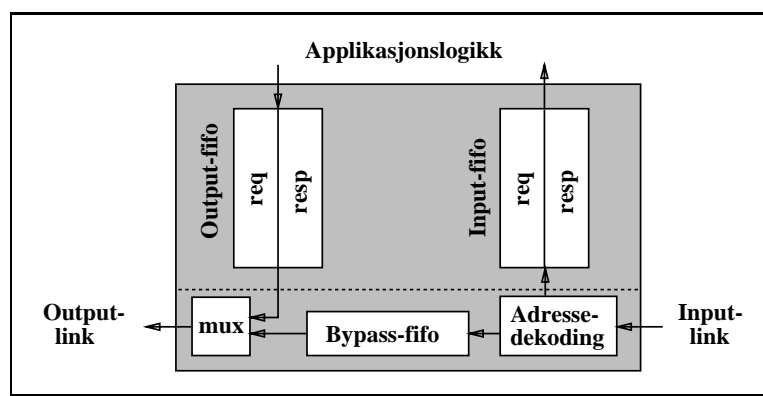 Applikasjonslogikk
Output-fifo
req
resp
Input-fifo
req
resp
Output-
link
mux
Bypass-fifo
Adresse-
dekoding
Input-
link